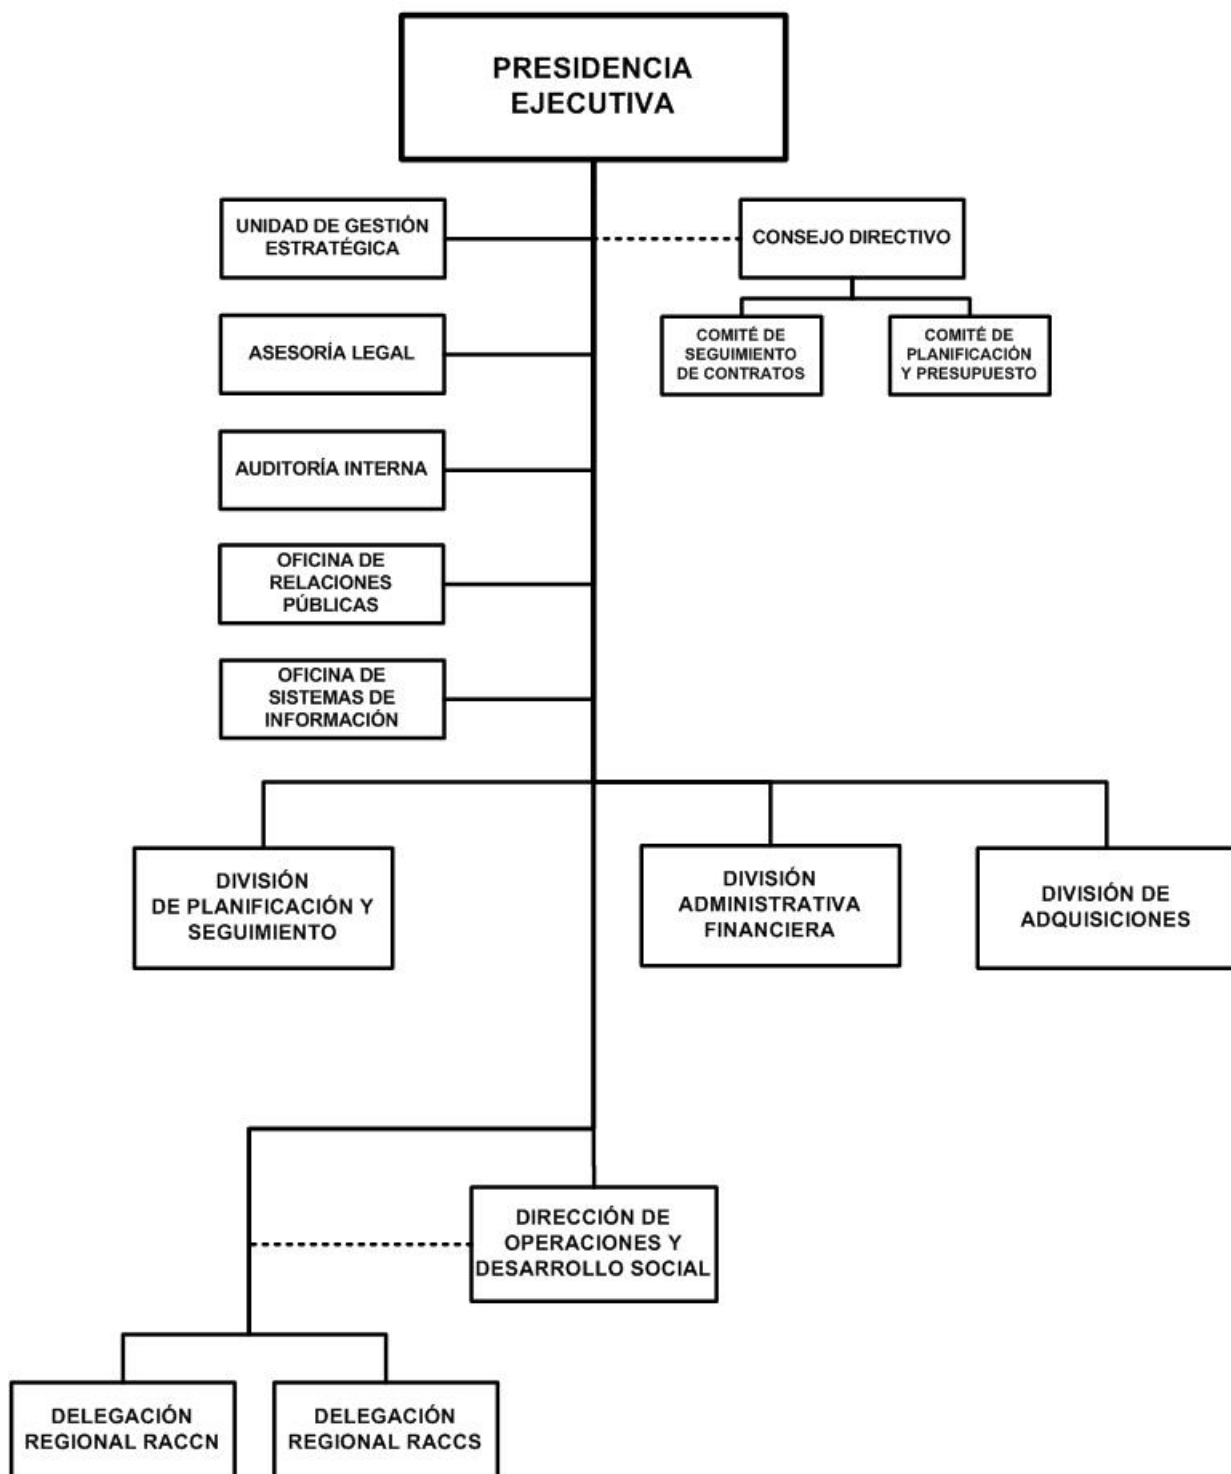 PRESIDENCIA
EJECUTIVA
UNIDAD DE GESTIÓN
ESTRATÉGICA
CONSEJO DIRECTIVO
COMITÉ DE
SEGUIMIENTO
DE CONTRATOS
COMITÉ DE
PLANIFICACIÓN
Y PRESUPUESTO
ASESORÍA LEGAL
AUDITORÍA INTERNA
OFICINA DE
RELACIONES
PÚBLICAS
OFICINA DE
SISTEMAS DE
INFORMACIÓN
DIVISIÓN
DE PLANIFICACIÓN Y
SEGUIMIENTO
DIVISIÓN
ADMINISTRATIVA
FINANCIERA
DIVISIÓN DE
ADQUISICIONES
DIRECCIÓN DE
OPERACIONES Y
DESARROLLO SOCIAL
DELEGACIÓN
REGIONAL RACCN
DELEGACIÓN
REGIONAL RACCS